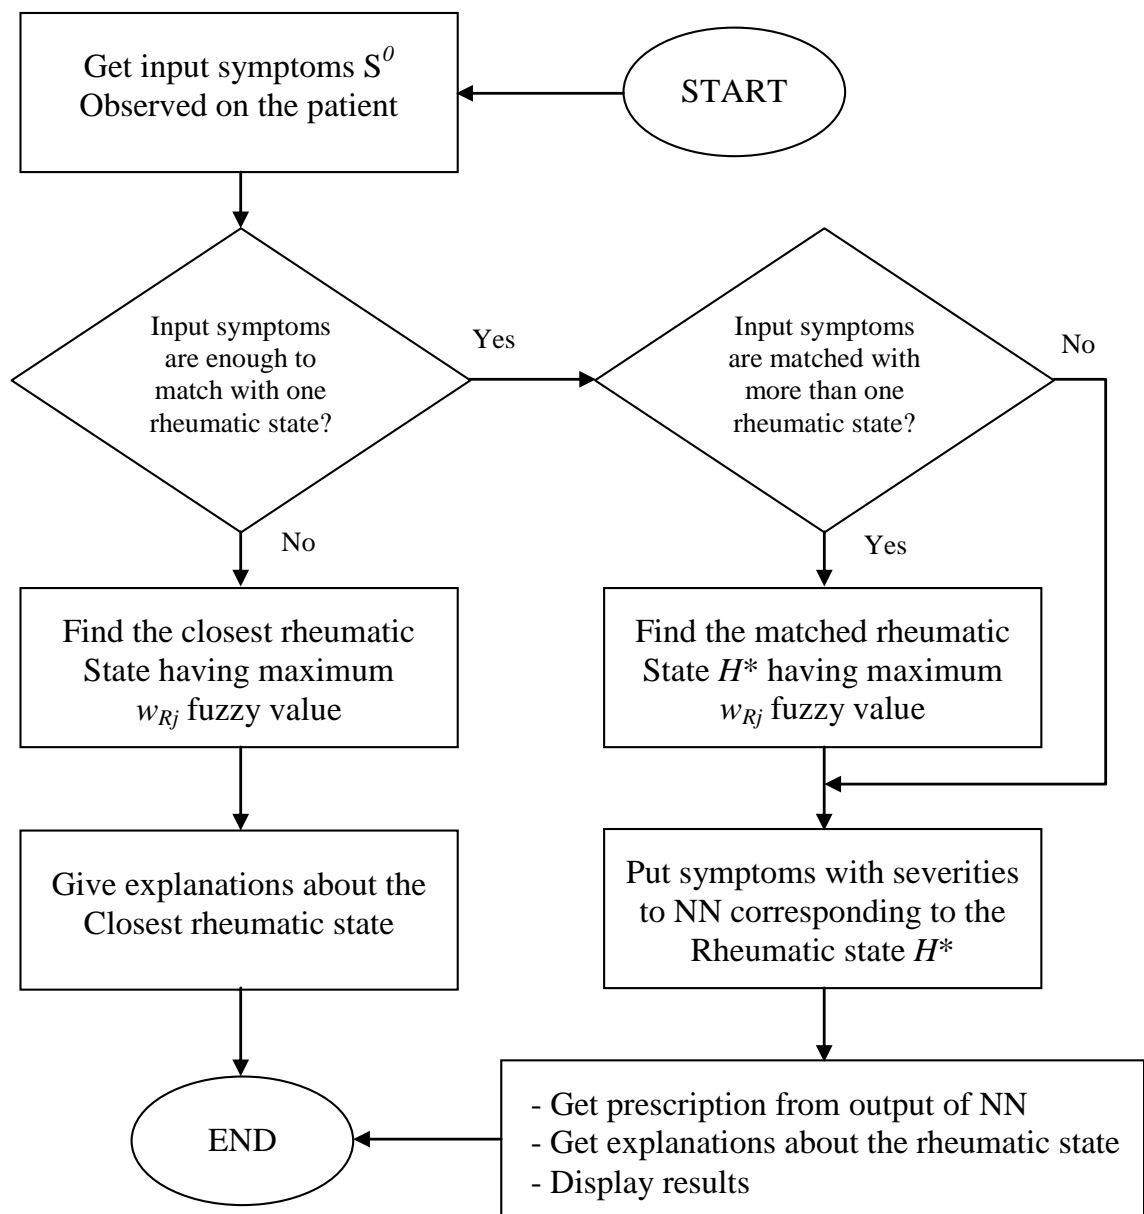 START
Get input symptoms S⁰
Observed on the patient
Input symptoms
are enough to
match with one
rheumatic state?
Yes
Input symptoms
are matched with
more than one
rheumatic state?
No
No
Yes
Find the closest rheumatic
State having maximum
w_Rj fuzzy value
Find the matched rheumatic
State H* having maximum
w_Rj fuzzy value
Give explanations about the
Closest rheumatic state
Put symptoms with severities
to NN corresponding to the
Rheumatic state H*
- Get prescription from output of NN
- Get explanations about the rheumatic state
- Display results
END